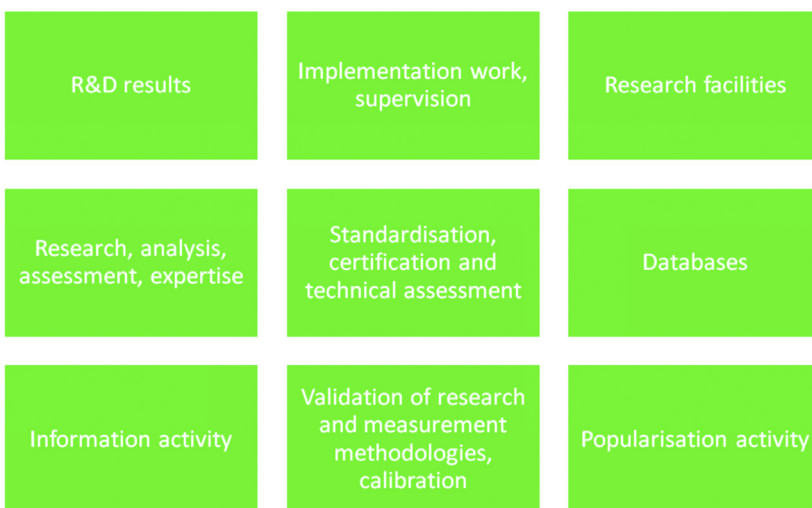 R&D results
Implementation work,
supervision
Research facilities
Research, analysis,
assessment, expertise
Standardisation,
certification and
technical assessment
Databases
Information activity
Validation of research
and measurement
methodologies,
calibration
Popularisation activity